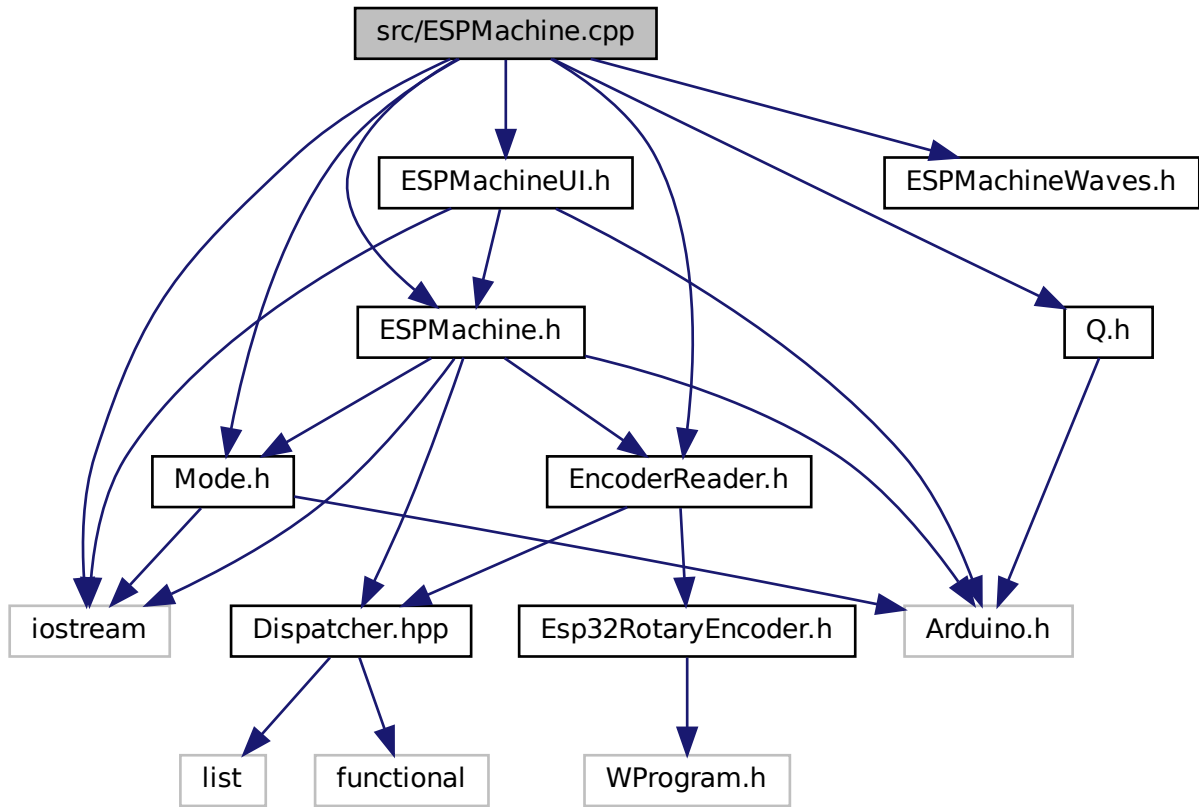 src/ESPMachine.cpp
ESPMachineUI.h
ESPMachineWaves.h
ESPMachine.h
Q.h
Mode.h
EncoderReader.h
iostream
Dispatcher.hpp
Esp32RotaryEncoder.h
Arduino.h
list
functional
WProgram.h